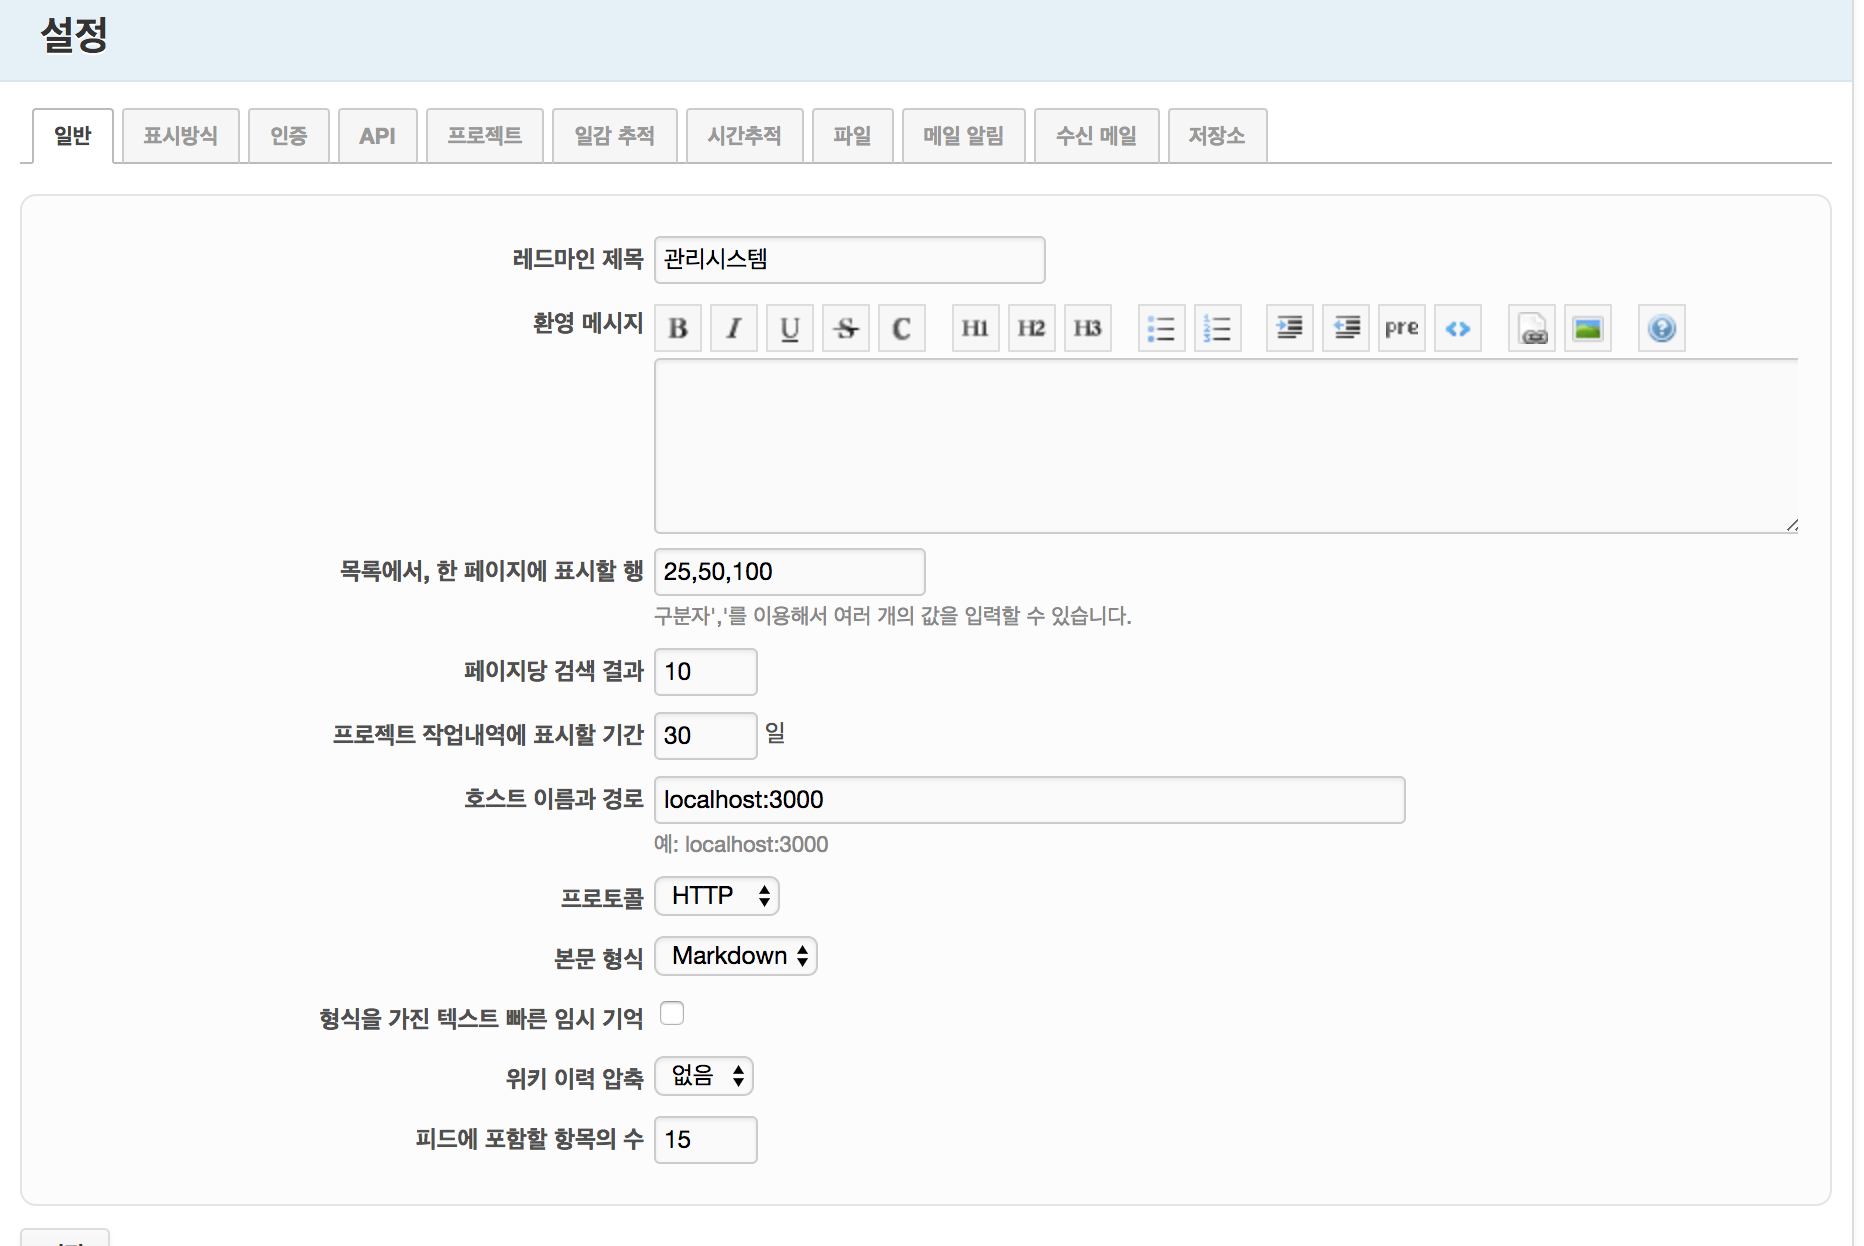 설정
일반 표시방식 인증 API 프로젝트 일감 추적 시간추적 파일 메일 알림 수신 메일 저장소
레드마인 제목 관리시스템
환영 메시지 B I U S C H1 H2 H3 pre <>
목록에서, 한 페이지에 표시할 행 25,50,100
구분자','를 이용해서 여러 개의 값을 입력할 수 있습니다.
페이지당 검색 결과 10
프로젝트 작업내역에 표시할 기간 30 일
호스트 이름과 경로 localhost:3000
예: localhost:3000
프로토콜 HTTP
본문 형식 Markdown
형식을 가진 텍스트 빠른 임시 기억
위키 이력 압축 없음
피드에 포함할 항목의 수 15